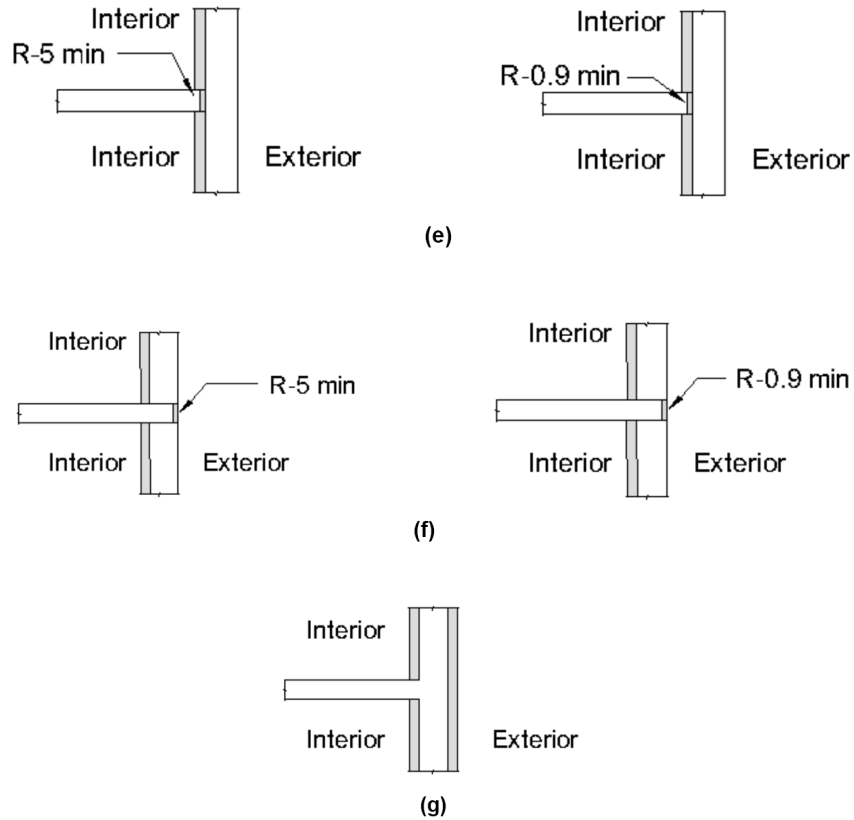 Interior
R-5 min
Interior
Exterior
Interior
R-0.9 min
Interior
Exterior
(e)
Interior
R-5 min
Interior
Exterior
Interior
R-0.9 min
Interior
Exterior
(f)
Interior
Interior
Exterior
(g)